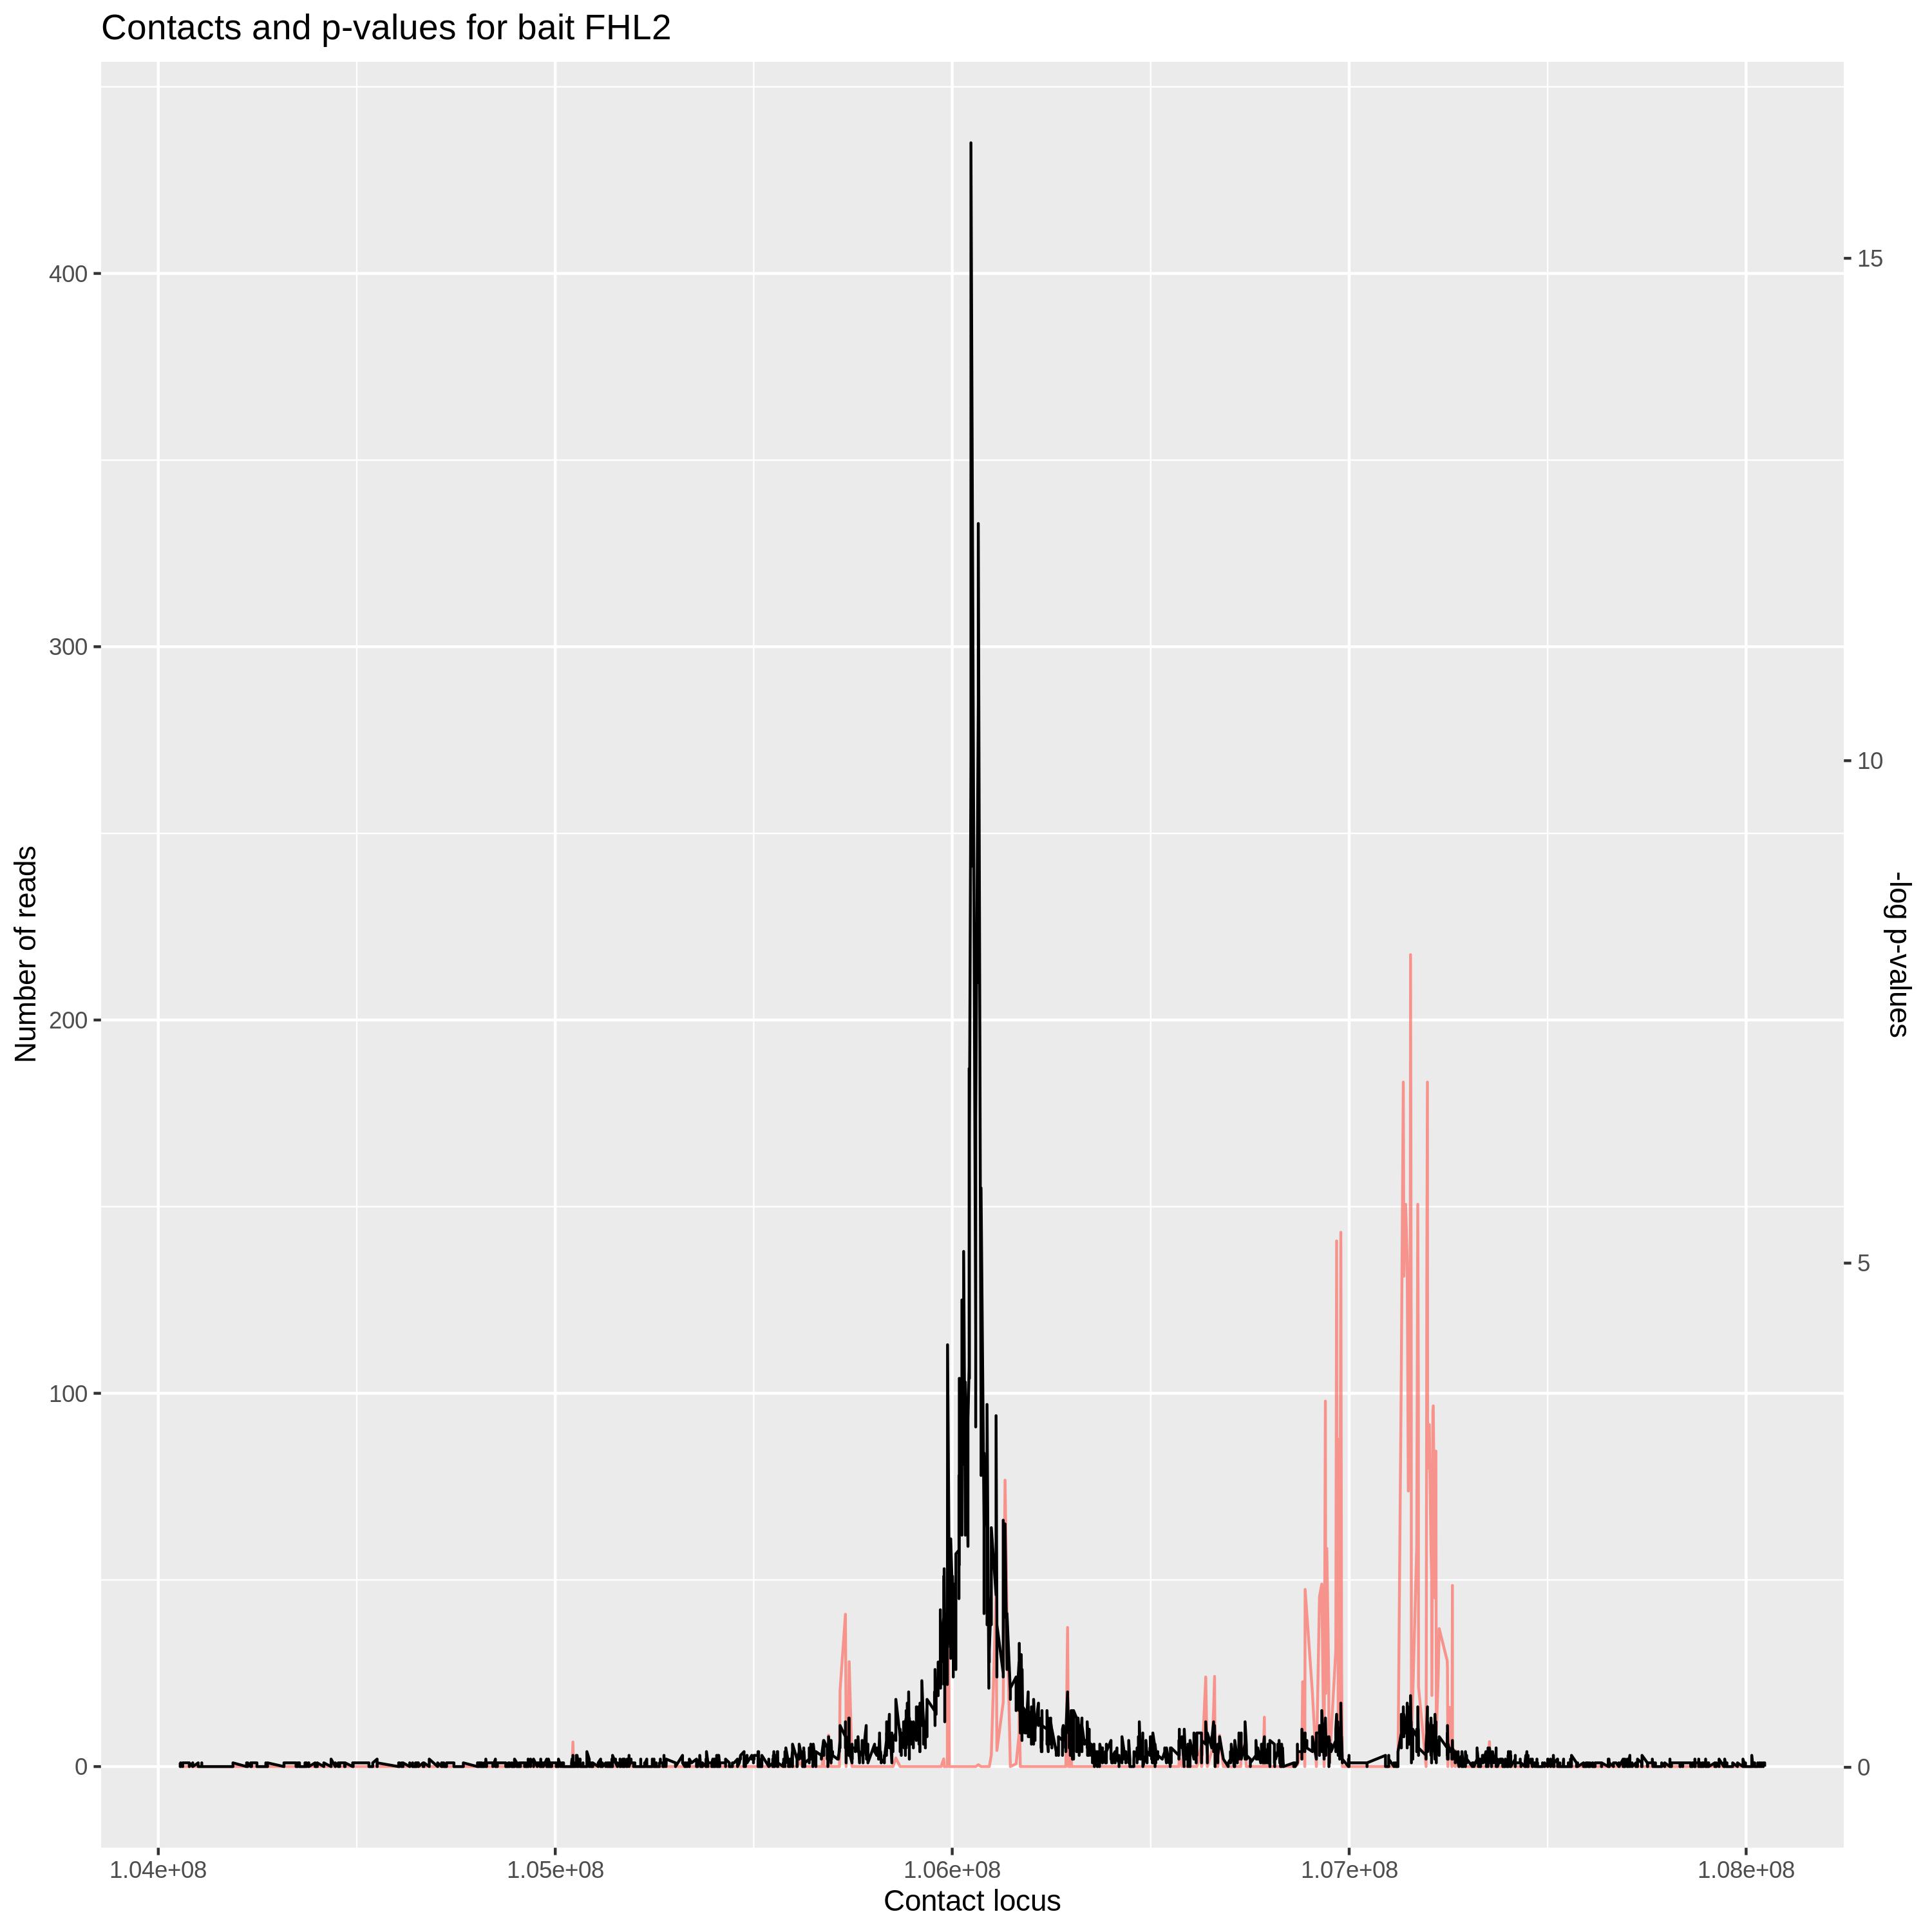 Contacts and p-values for bait FHL2
400
300
200
100
0
15
10
5
0
Number of reads
-log p-values
1.04e+08
1.05e+08
1.06e+08
1.07e+08
1.08e+08
Contact locus